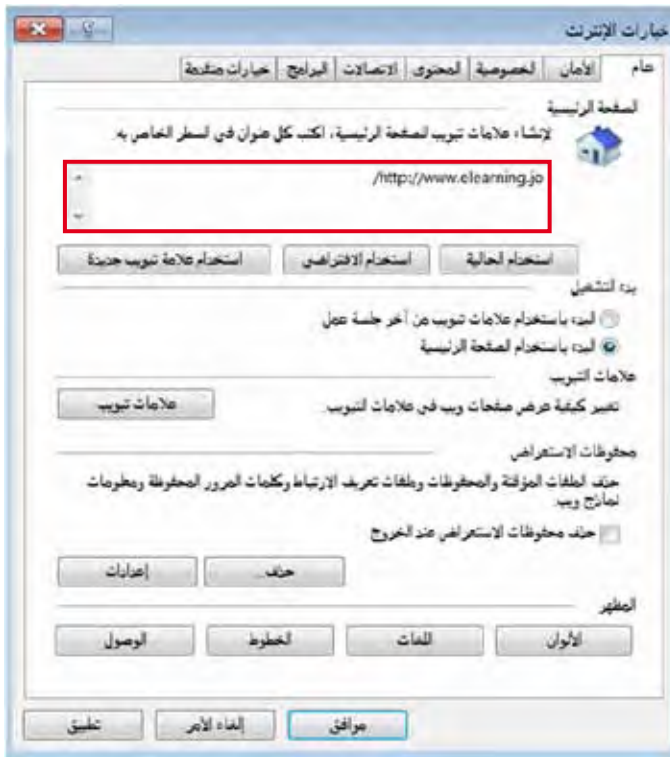 خيارات الإنترنت
عام الأمان الخصوصية المحتوى الاتصالات البرامج خيارات متقدمة
الصفحة الرئيسية
لإنشاء علامات تبويب للصفحة الرئيسية، اكتب كل عنوان في السطر الخاص به
http://www.elearning.jo/
استخدام الحالية استخدام الافتراضي استخدام علامة تبويب جديدة
بدء التشغيل
البدء باستخدام علامات تبويب من آخر جلسة عمل
البدء باستخدام الصفحة الرئيسية
علامات التبويب
تغيير كيفية عرض صفحات ويب في علامات التبويب علامات تبويب
محفوظات الاستعراض
حذف الملفات المؤقتة والمحفوظات وملفات تعريف الارتباط وكلمات المرور المحفوظة ومعلومات
نماذج ويب
حذف محفوظات الاستعراض عند الخروج
حذف... إعدادات
المظهر
الألوان اللغات الخطوط الوصول
موافق إلغاء الأمر تطبيق